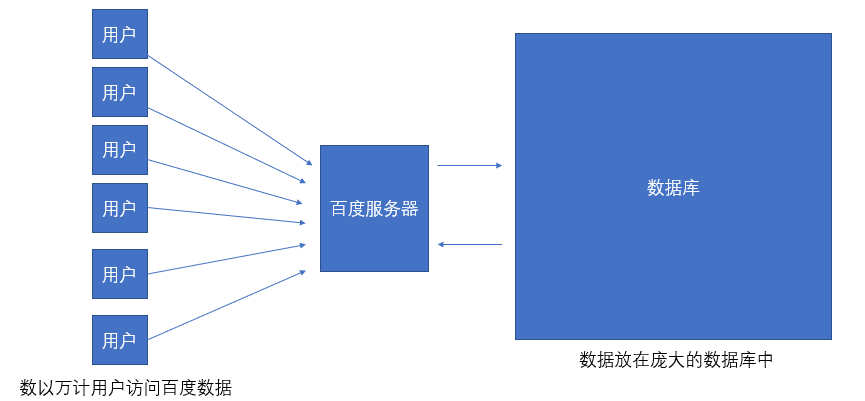 用户
用户
用户
用户
用户
用户
百度服务器
数据库
数以万计用户访问百度数据
数据放在庞大的数据库中